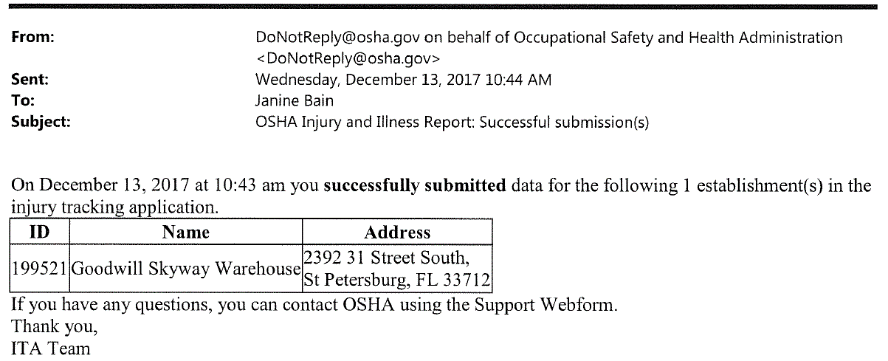 From: DoNotReply@osha.gov on behalf of Occupational Safety and Health Administration
<DoNotReply@osha.gov>
Sent: Wednesday, December 13, 2017 10:44 AM
To: Janine Bain
Subject: OSHA Injury and Illness Report: Successful submission(s)
On December 13, 2017 at 10:43 am you successfully submitted data for the following 1 establishment(s) in the
injury tracking application.
ID Name Address
199521 Goodwill Skyway Warehouse 2392 31 Street South,
St Petersburg, FL 33712
If you have any questions, you can contact OSHA using the Support Webform.
Thank you,
ITA Team